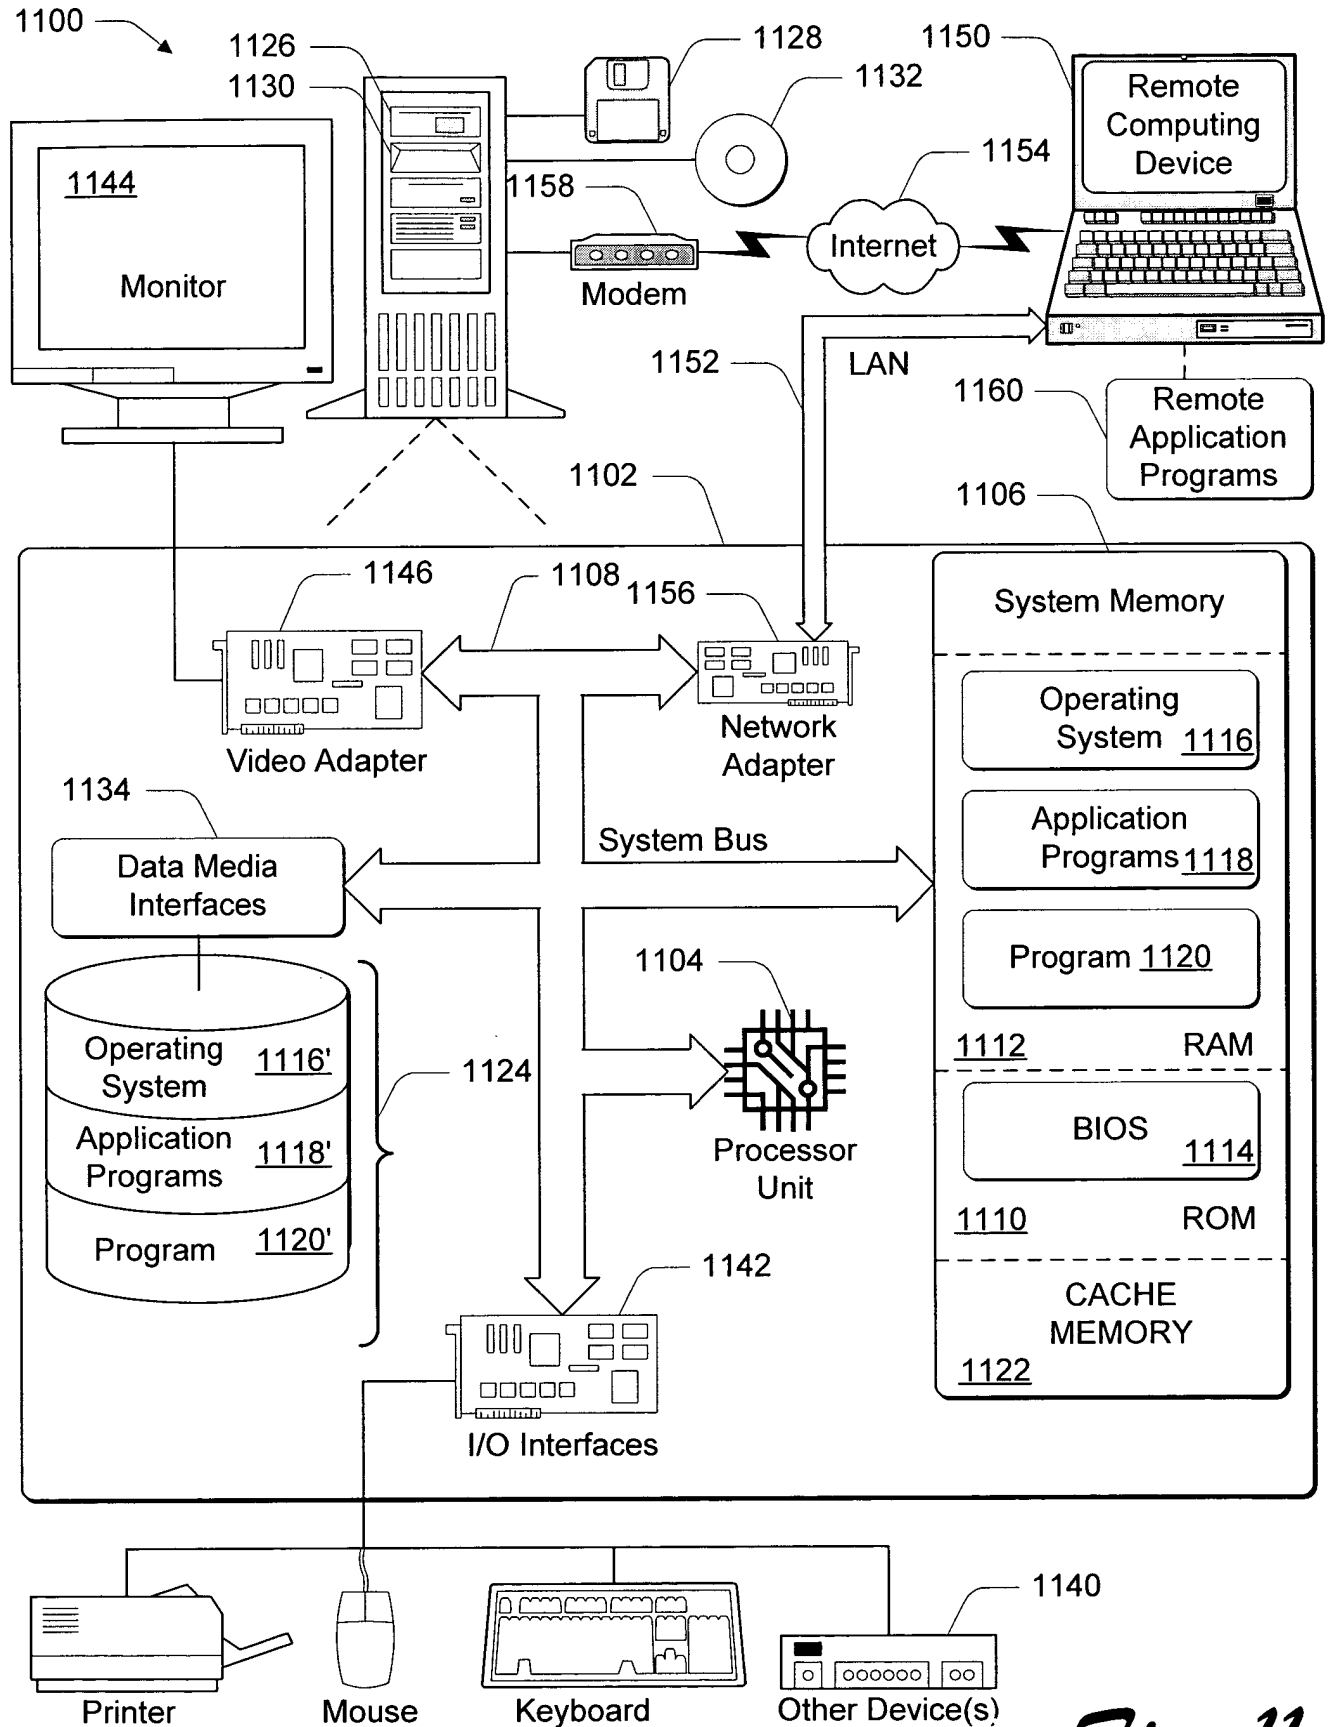 1100
1126
1130
1128
1132
1150
Remote
Computing
Device
1144
Monitor
1158
Modem
1154
Internet
1152
LAN
1160
Remote
Application
Programs
1102
1106
1146
1108
1156
System Memory
Video Adapter
Network
Adapter
Operating
System 1116
Application
Programs 1118
Program 1120
1112 RAM
BIOS
1114
1110 ROM
CACHE
MEMORY
1122
1134
Data Media
Interfaces
System Bus
1104
Processor
Unit
Operating
System
1116'
Application
Programs
1118'
Program
1120'
1124
1142
I/O Interfaces
1140
Printer
Mouse
Keyboard
Other Device(s)